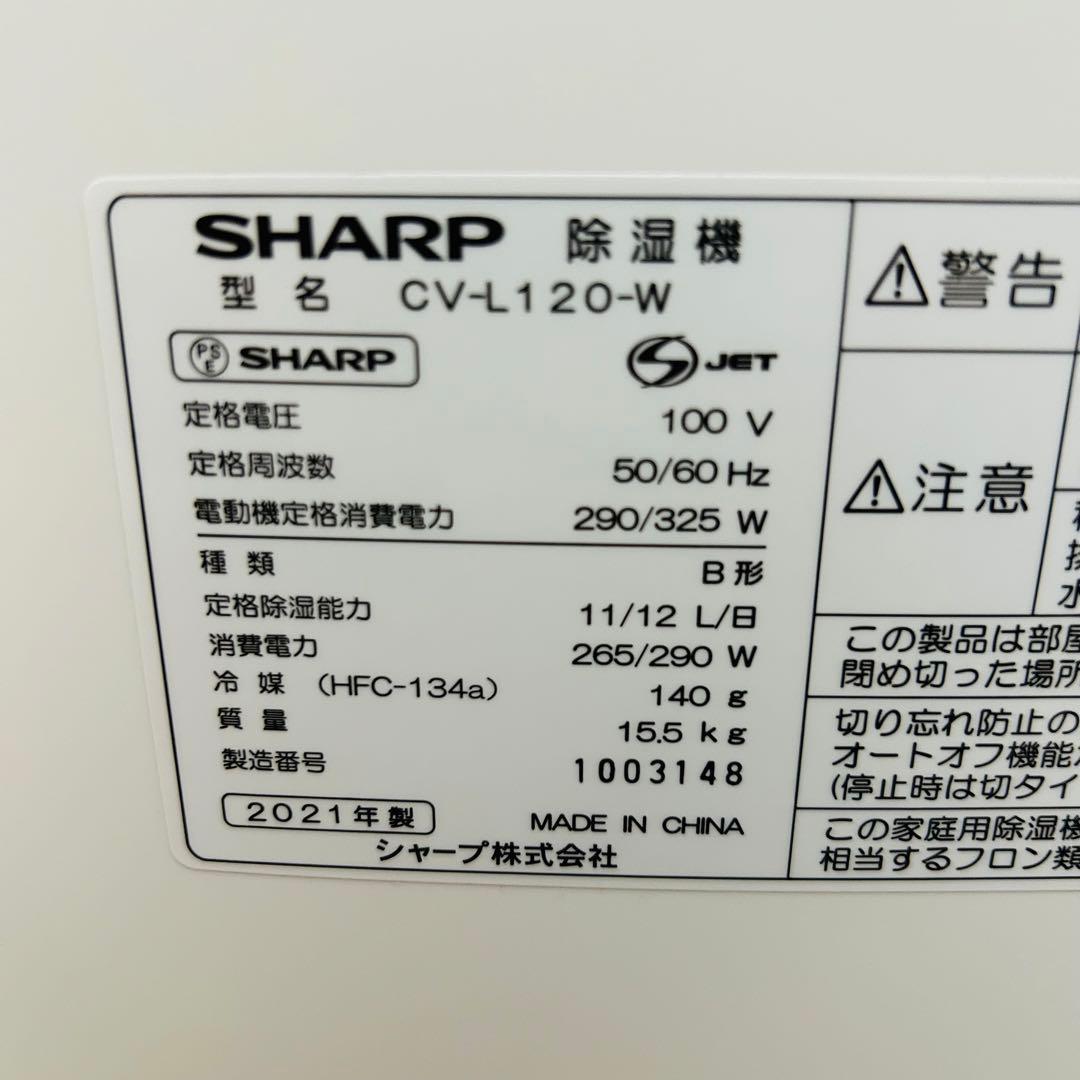 SHARP 除湿機
型名 CV-L120-W
PSE SHARP
JET
定格電圧 100 V
定格周波数 50/60 Hz
電動機定格消費電力 290/325 W
種類 B形
定格除湿能力 11/12 L/日
消費電力 265/290 W
冷媒 (HFC-134a) 140 g
質量 15.5 kg
製造番号 1003148
2021年製 MADE IN CHINA
シャープ株式会社
⚠警告
⚠注意
水
この製品は部屋
閉め切った場所
切り忘れ防止の
オートオフ機能
(停止時は切タイ
この家庭用除湿機
相当するフロン類